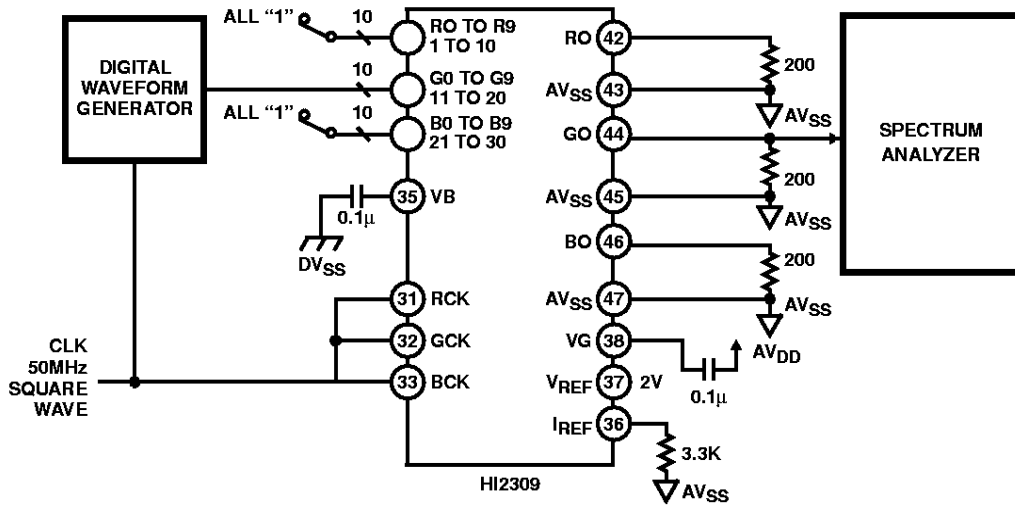 ALL “1”
10
RO TO R9
1 TO 10
RO
42
200
DIGITAL
WAVEFORM
GENERATOR
10
G0 TO G9
11 TO 20
AVSS
43
AVSS
ALL “1”
10
B0 TO B9
21 TO 30
GO
44
SPECTRUM
ANALYZER
200
35
VB
0.1μ
AVSS
45
AVSS
DVSS
BO
46
200
31
RCK
AVSS
47
AVSS
32
GCK
VG
38
AVDD
0.1μ
CLK
50MHz
SQUARE
WAVE
33
BCK
VREF
37
2V
IREF
36
3.3K
AVSS
HI2309